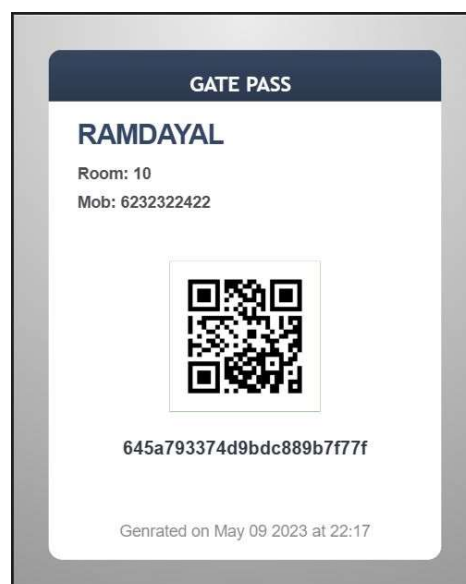 GATE PASS
RAMDAYAL
Room: 10
Mob: 6232322422
645a793374d9bdc889b7f77f
Genrated on May 09 2023 at 22:17